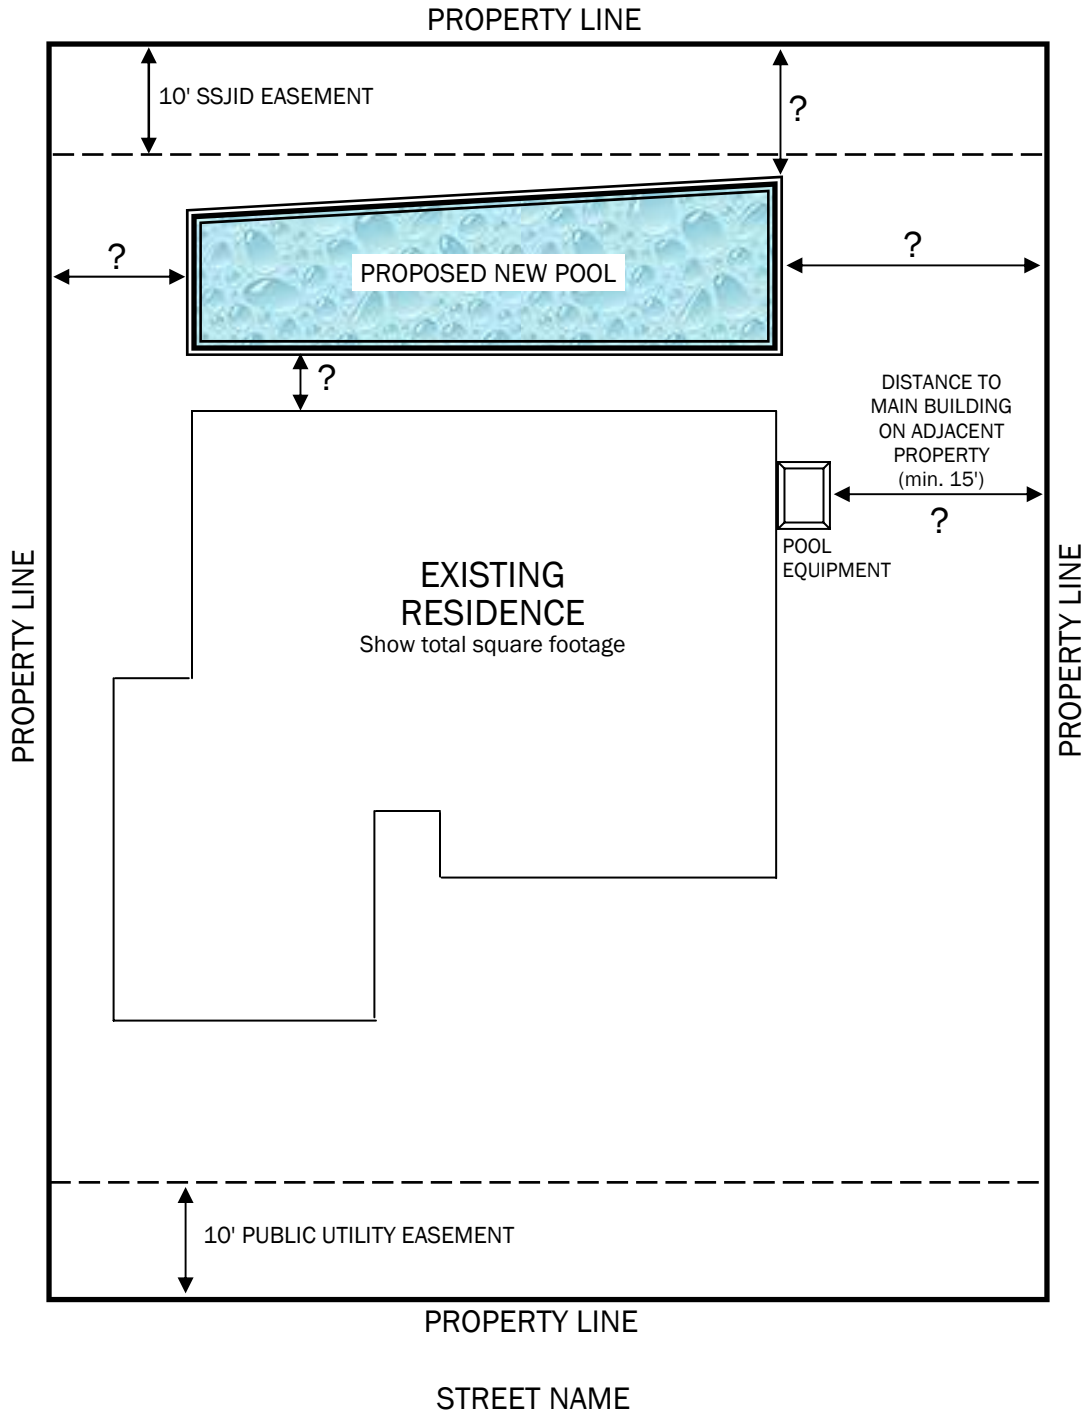 PROPERTY LINE
10' SSJID EASEMENT
?
?
PROPOSED NEW POOL
?
?
DISTANCE TO
MAIN BUILDING
ON ADJACENT
PROPERTY
(min. 15')
?
POOL
EQUIPMENT
EXISTING
RESIDENCE
Show total square footage
PROPERTY LINE
PROPERTY LINE
10' PUBLIC UTILITY EASEMENT
PROPERTY LINE
STREET NAME